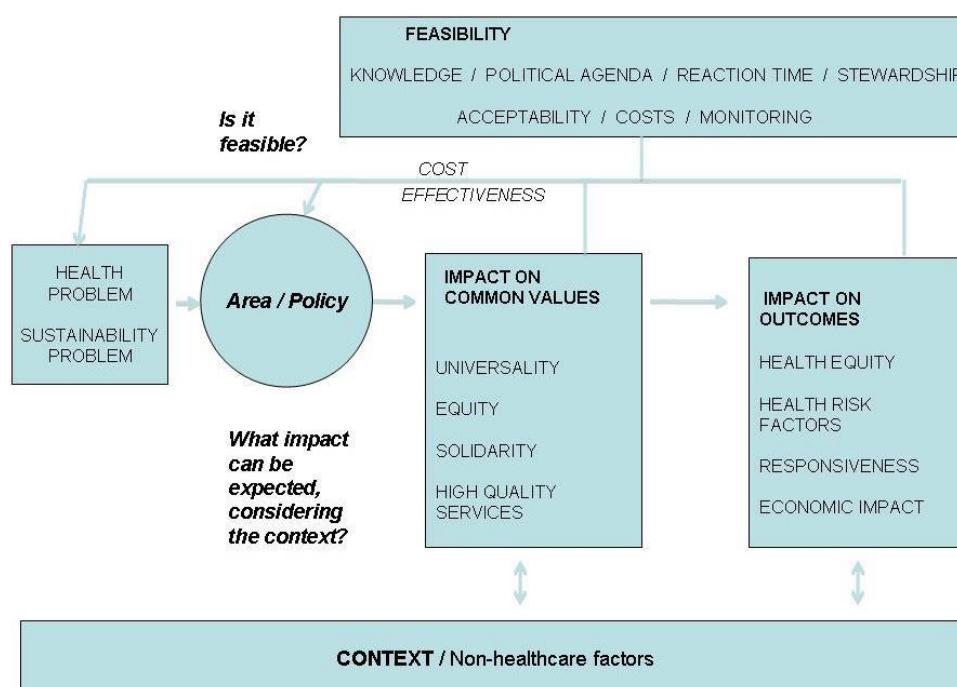 FEASIBILITY
KNOWLEDGE / POLITICAL AGENDA / REACTION TIME / STEWARDSHIP
ACCEPTABILITY / COSTS / MONITORING
Is it
feasible?
COST
EFFECTIVENESS
HEALTH
PROBLEM
SUSTAINABILITY
PROBLEM
Area / Policy
IMPACT ON
COMMON VALUES
UNIVERSALITY
EQUITY
SOLIDARITY
HIGH QUALITY
SERVICES
IMPACT ON
OUTCOMES
HEALTH EQUITY
HEALTH RISK
FACTORS
RESPONSIVENESS
ECONOMIC IMPACT
What impact
can be
expected,
considering
the context?
CONTEXT / Non-healthcare factors